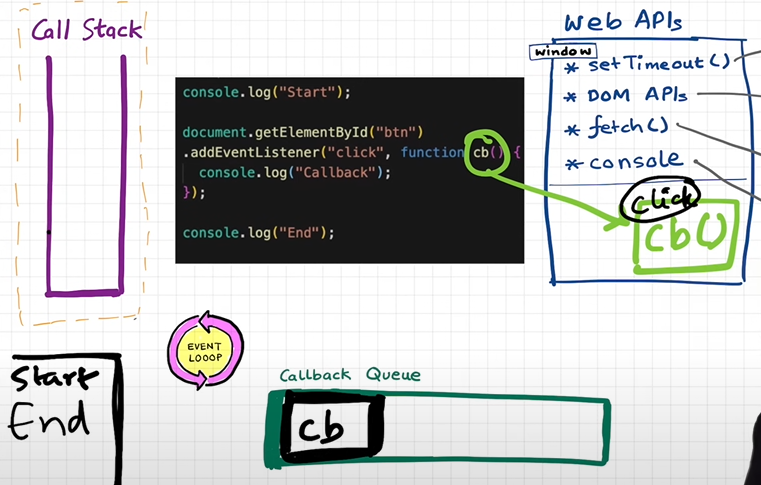 Call Stack
console.log("Start");
document.getElementById("btn")
.addEventListener("click", function cb() {
console.log("Callback");
});
console.log("End");
Web APIs
window
* setTimeout()
* DOM APIs
* fetch()
* console
click
cb()
EVENT
LOOOP
Start
End
Callback Queue
cb